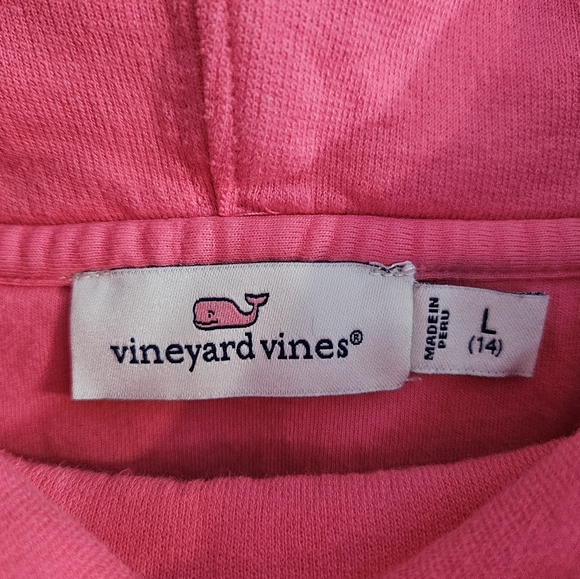 vineyard vines®
MADE IN
PERU
L
(14)